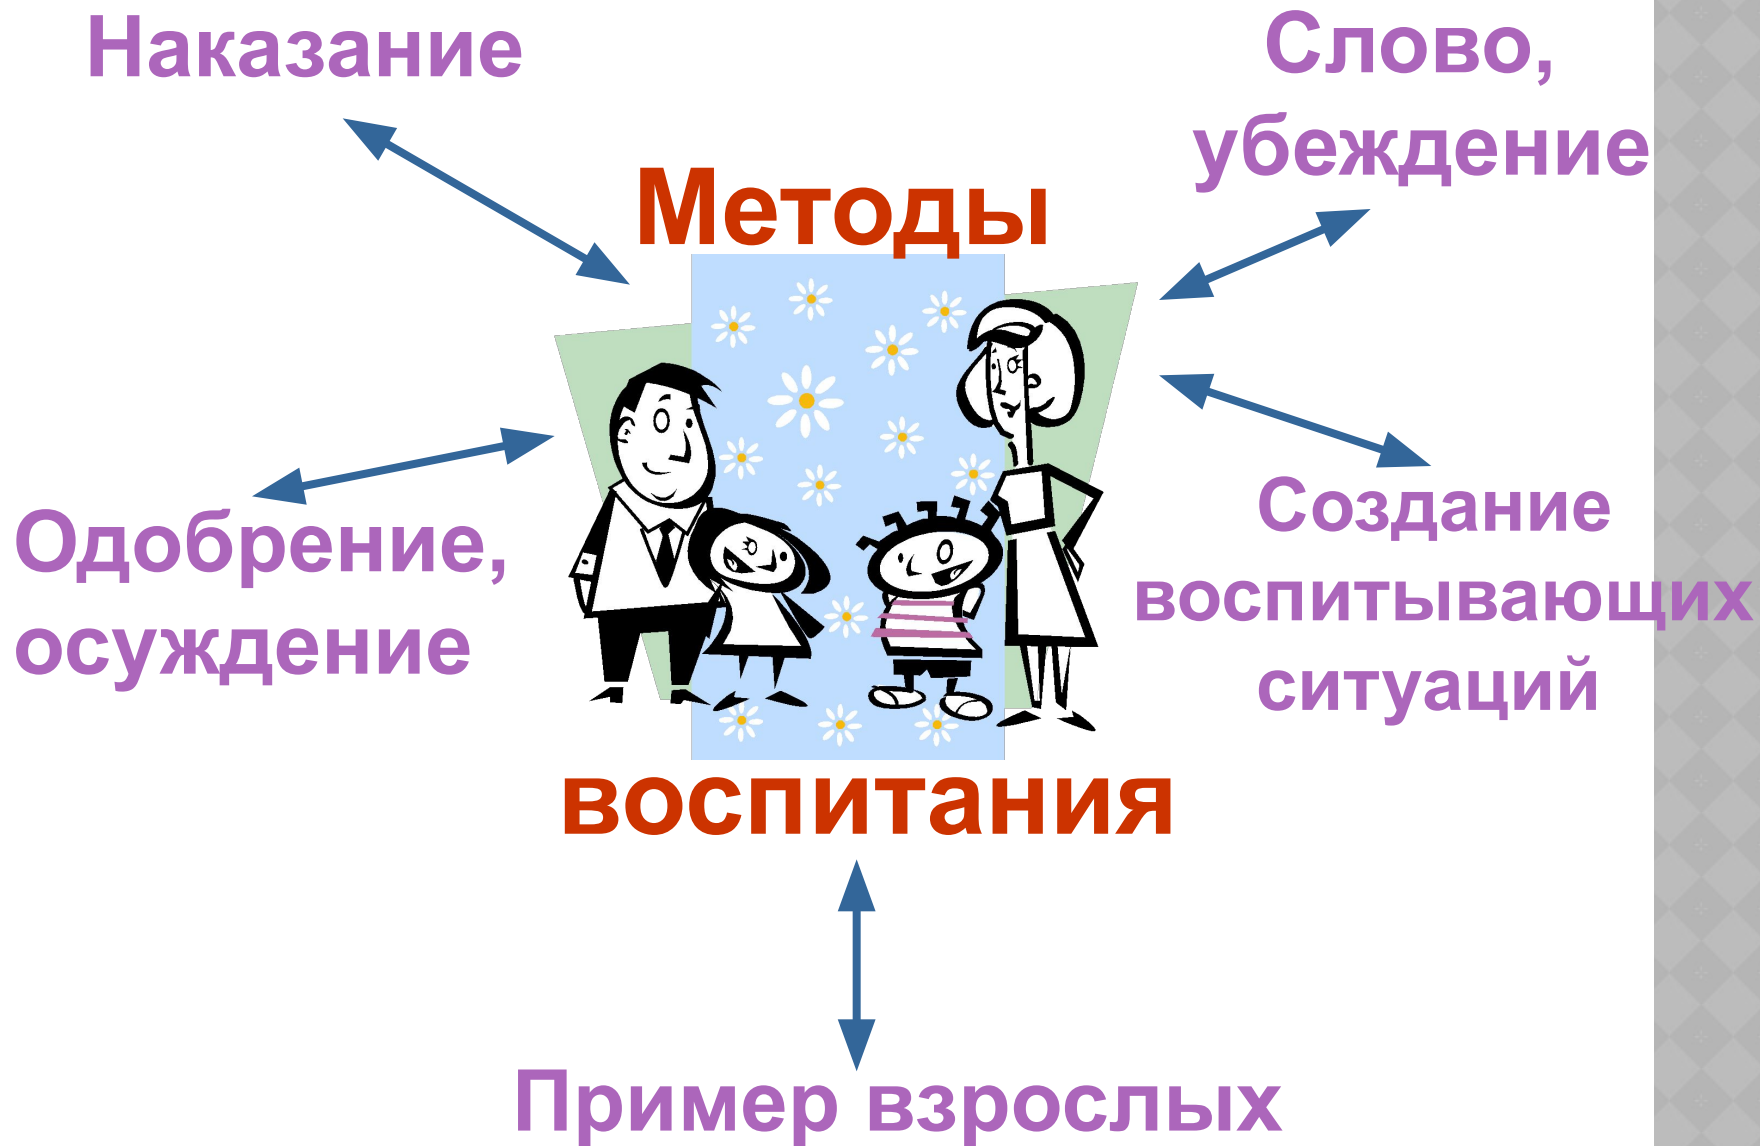 Наказание
Слово,
убеждение
Методы
Одобрение,
осуждение
Создание
воспитывающих
ситуаций
воспитания
Пример взрослых